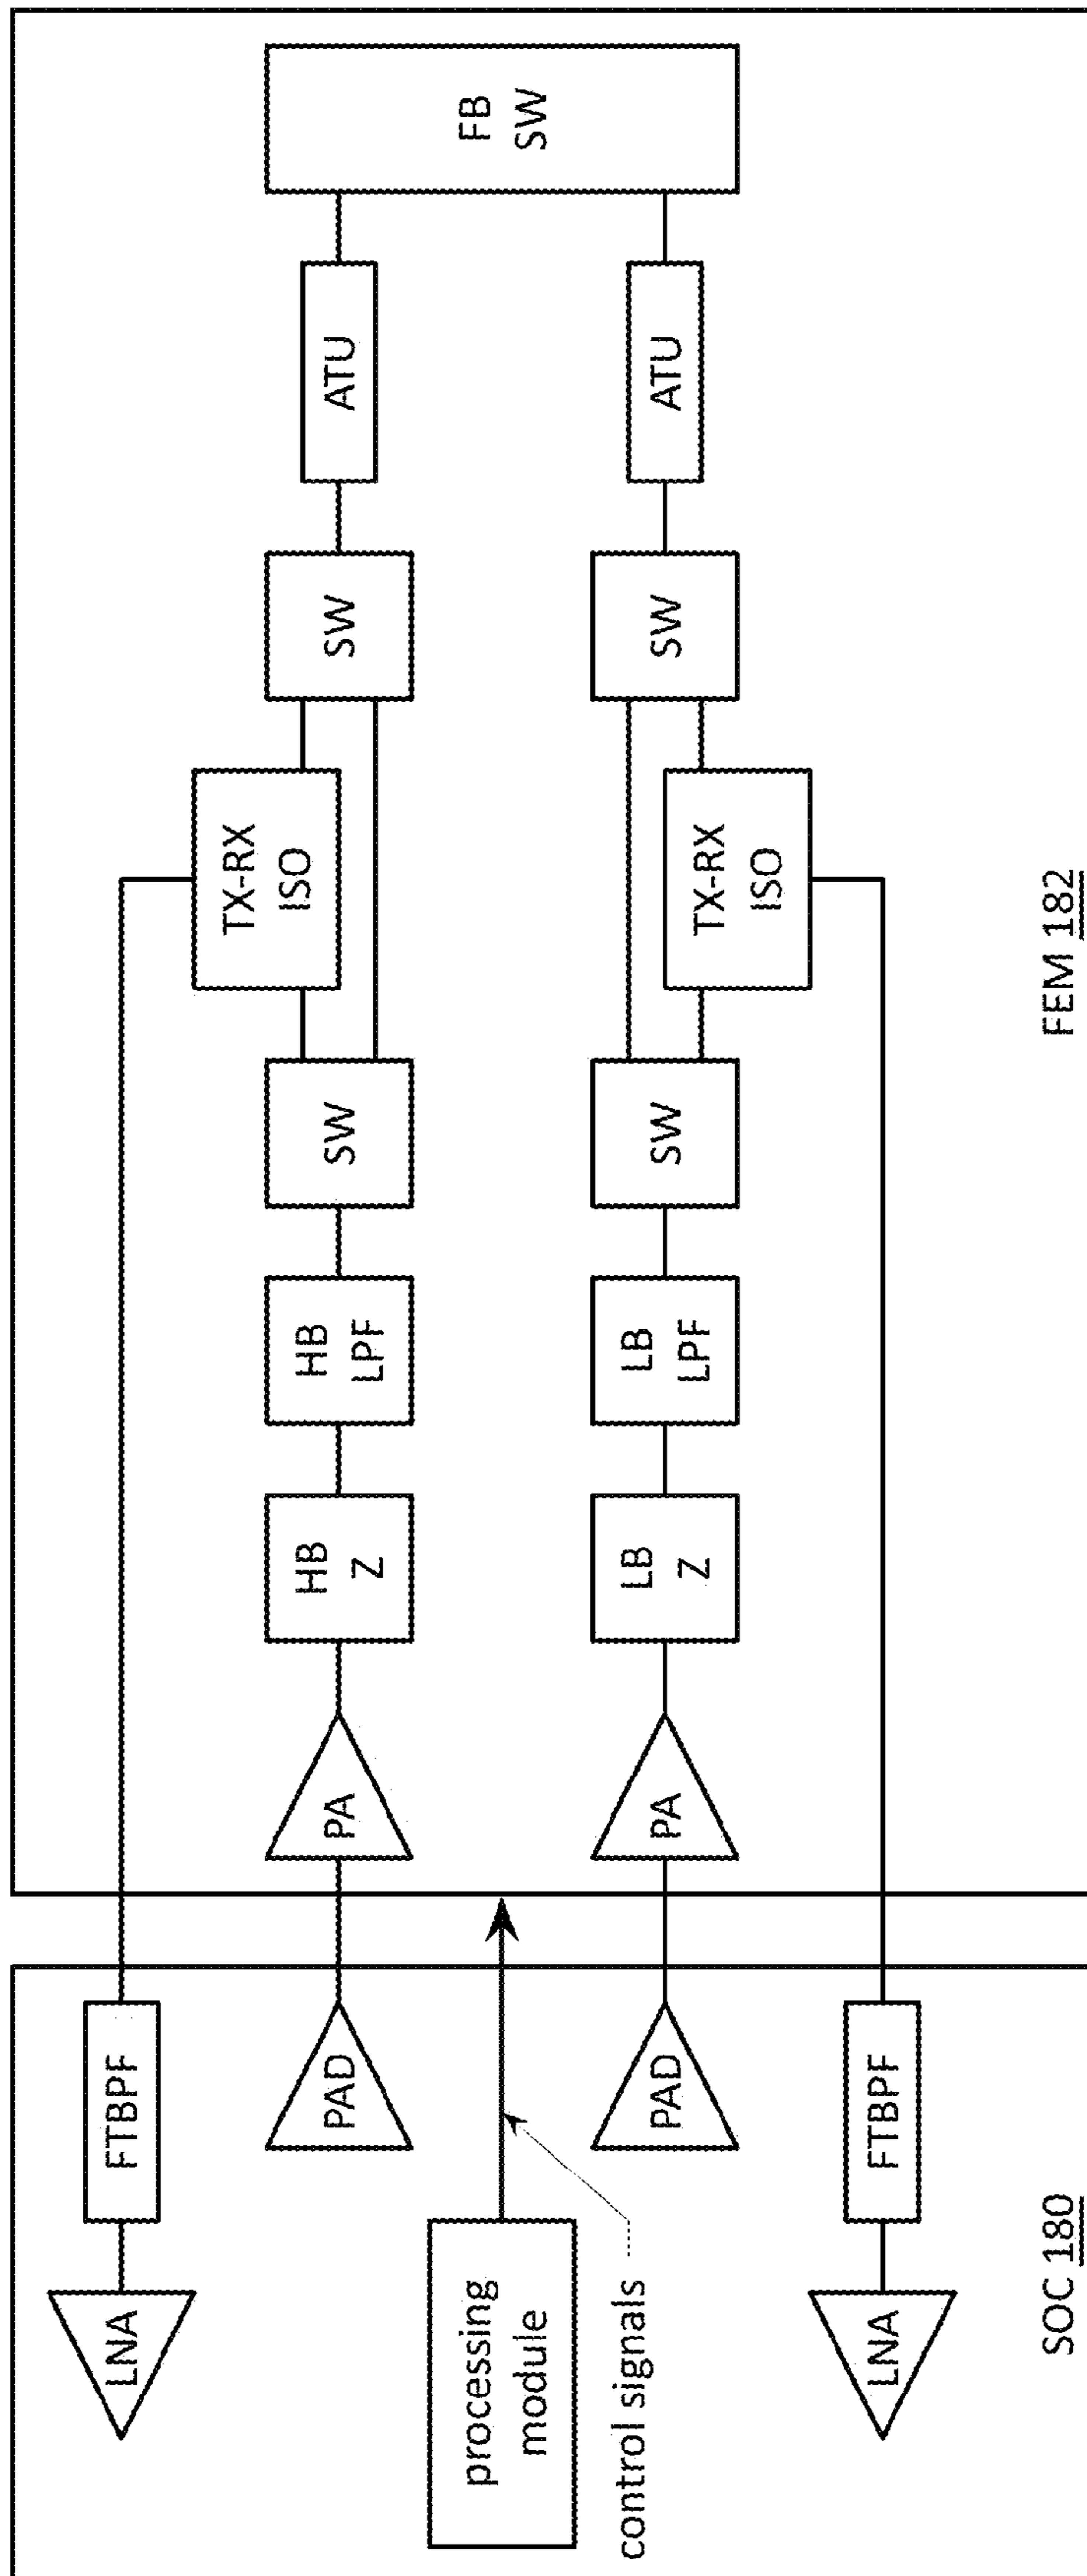 LNA
FTBPF
TX-RX
ISO
PAD
PA
HB
Z
HB
LPF
SW
SW
ATU
FB
SW
processing
module
control signals
PAD
PA
LB
Z
LB
LPF
SW
SW
ATU
TX-RX
ISO
LNA
FTBPF
SOC 180
FEM 182